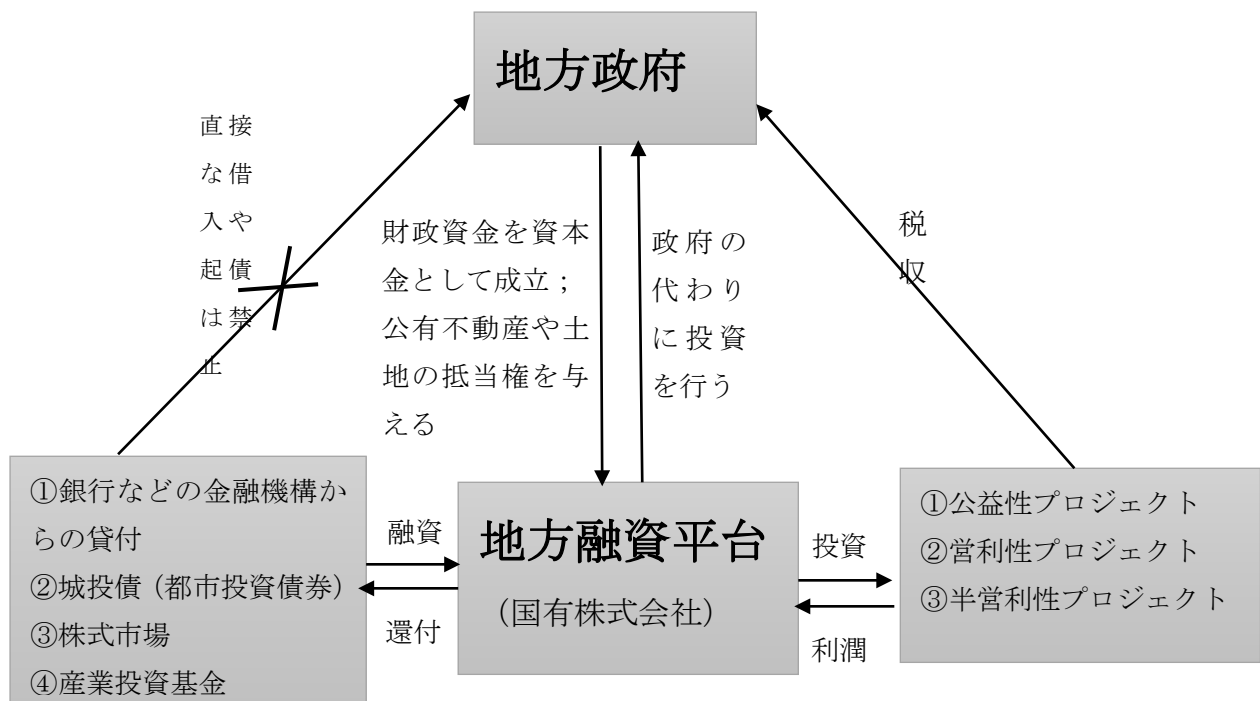 地方政府
直接
な借
入や
起債
は禁
止
財政資金を資本
金として成立；
公有不動産や土
地の抵当権を与
える
政府の
代わり
に投資
を行う
税
収
①銀行などの金融機構か
らの貸付
②城投債（都市投資債券）
③株式市場
④産業投資基金
融資
還付
地方融資平台
（国有株式会社）
投資
利潤
①公益性プロジェクト
②営利性プロジェクト
③半営利性プロジェクト